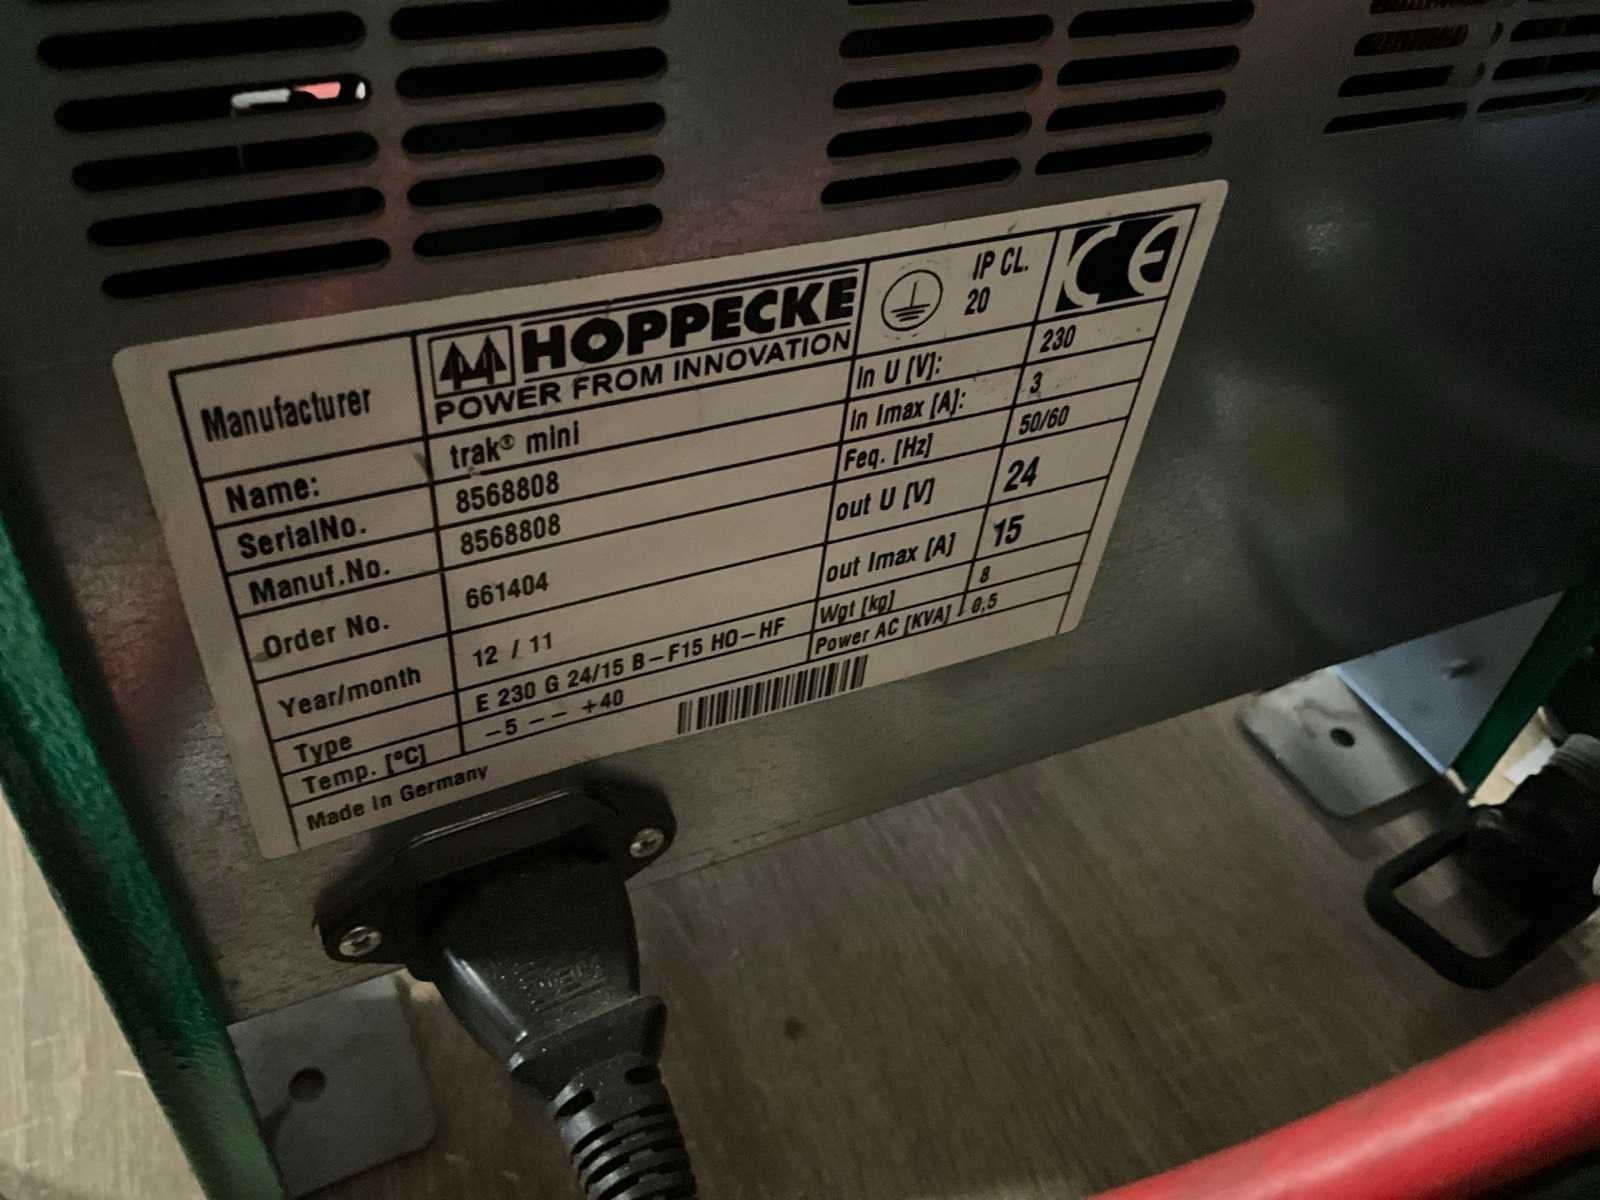 Manufacturer
HOPPECKE
POWER FROM INNOVATION
IP CL.
20
CE
Name: trak® mini
SerialNo. 8568808
Manuf.No. 8568808
Order No. 661404
Year/month 12 / 11
Type E 230 G 24/15 B-F15 HO-HF
Temp. [°C] -5 -- +40
Made In Germany
In U [V]: 230
In Imax [A]: 3
Feq. [Hz] 50/60
out U [V] 24
out Imax [A] 15
Wgt [kg] 8
Power AC [KVA] 0,5